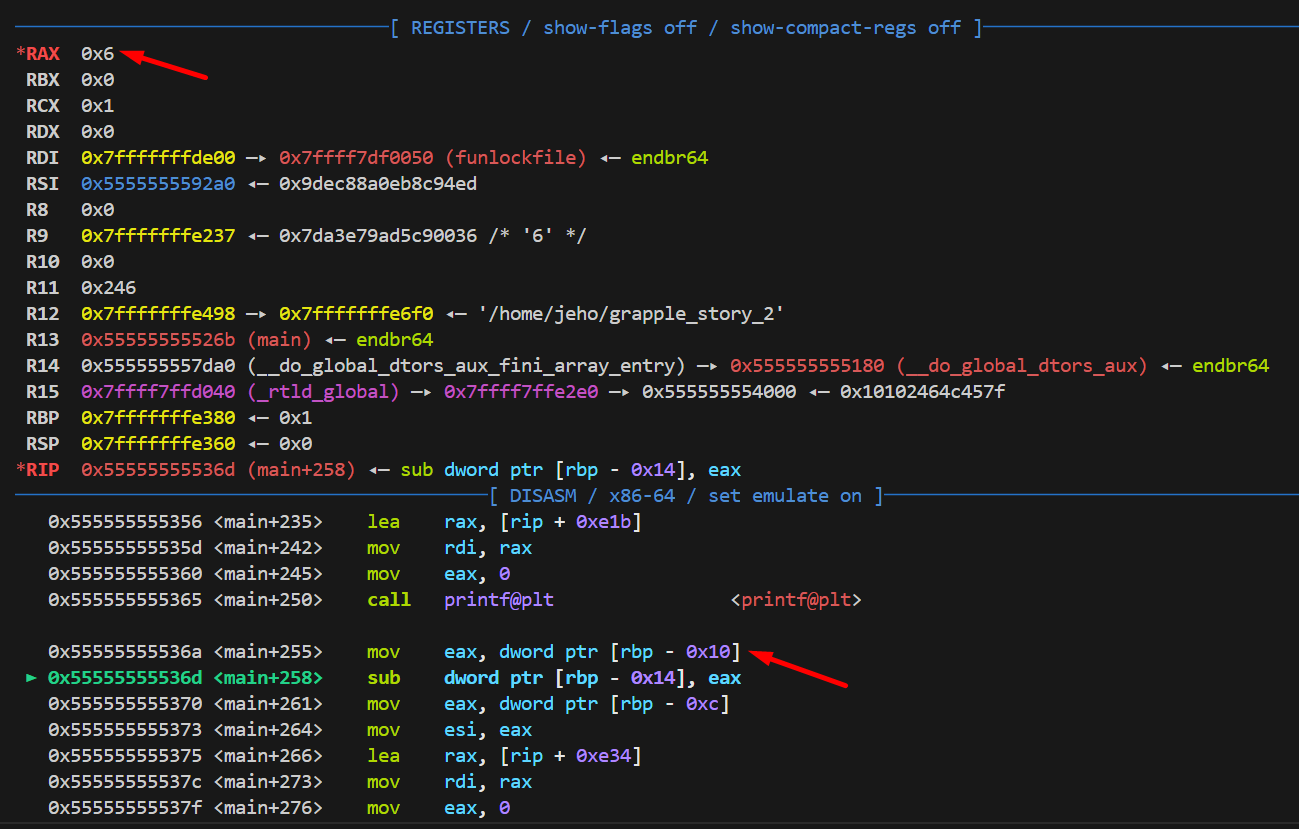 [ REGISTERS / show-flags off / show-compact-regs off ]
*RAX  0x6
 RBX  0x0
 RCX  0x1
 RDX  0x0
 RDI  0x7fffffffde00 —▸ 0x7ffff7df0050 (funlockfile) ◂— endbr64
 RSI  0x5555555592a0 ◂— 0x9dec88a0eb8c94ed
 R8   0x0
 R9   0x7fffffffe237 ◂— 0x7da3e79ad5c90036 /* '6' */
 R10  0x0
 R11  0x246
 R12  0x7fffffffe498 —▸ 0x7fffffffe6f0 ◂— '/home/jeho/grapple_story_2'
 R13  0x55555555526b (main) ◂— endbr64
 R14  0x555555557da0 (__do_global_dtors_aux_fini_array_entry) —▸ 0x555555555180 (__do_global_dtors_aux) ◂— endbr64
 R15  0x7ffff7ffd040 (_rtld_global) —▸ 0x7ffff7ffe2e0 —▸ 0x555555554000 ◂— 0x10102464c457f
 RBP  0x7fffffffe380 ◂— 0x1
 RSP  0x7fffffffe360 ◂— 0x0
*RIP  0x55555555536d (main+258) ◂— sub dword ptr [rbp - 0x14], eax
[ DISASM / x86-64 / set emulate on ]
   0x555555555356 <main+235>    lea    rax, [rip + 0xe1b]
   0x55555555535d <main+242>    mov    rdi, rax
   0x555555555360 <main+245>    mov    eax, 0
   0x555555555365 <main+250>    call   printf@plt                <printf@plt>
   0x55555555536a <main+255>    mov    eax, dword ptr [rbp - 0x10]
 ► 0x55555555536d <main+258>    sub    dword ptr [rbp - 0x14], eax
   0x555555555370 <main+261>    mov    eax, dword ptr [rbp - 0xc]
   0x555555555373 <main+264>    mov    esi, eax
   0x555555555375 <main+266>    lea    rax, [rip + 0xe34]
   0x55555555537c <main+273>    mov    rdi, rax
   0x55555555537f <main+276>    mov    eax, 0